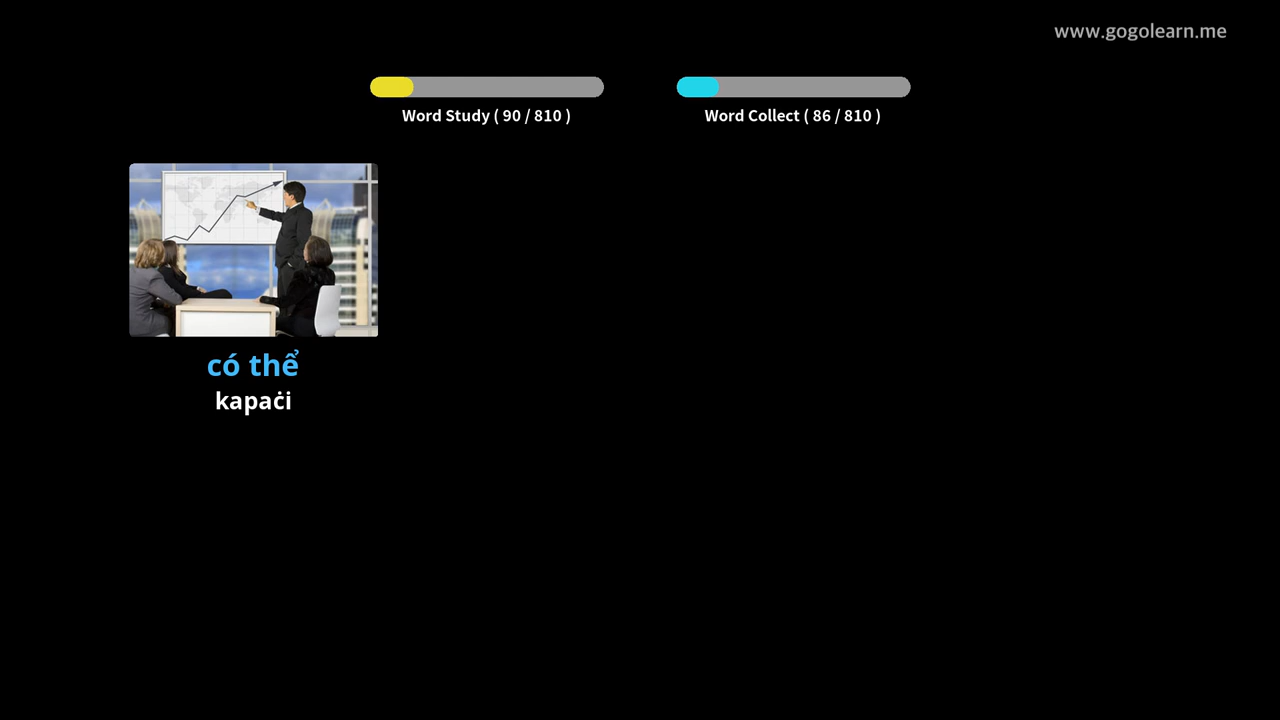 www.gogolearn.me
Word Study ( 90 / 810 )
Word Collect ( 86 / 810 )
có thể
kapaċi